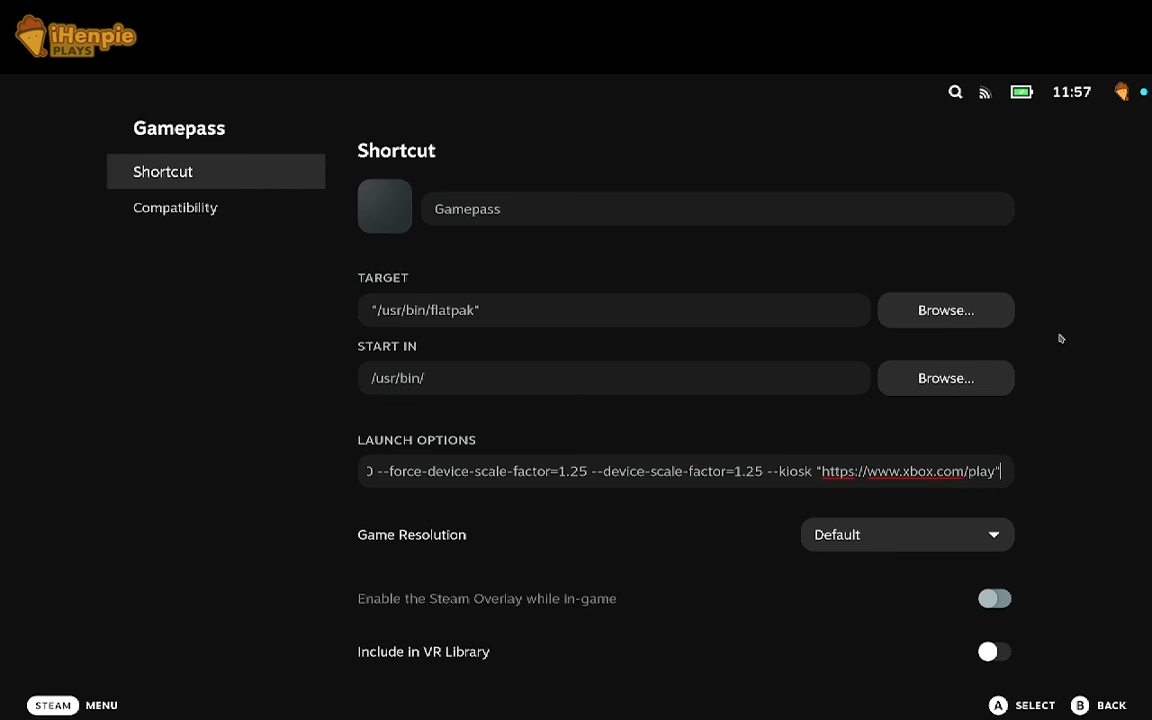 iHenpie
PLAYS
11:57
Gamepass
Shortcut
Compatibility
Shortcut
Gamepass
TARGET
"/usr/bin/flatpak"
Browse...
START IN
/usr/bin/
Browse...
LAUNCH OPTIONS
--force-device-scale-factor=1.25 --device-scale-factor=1.25 --kiosk "https://www.xbox.com/play"
Game Resolution
Default
Enable the Steam Overlay while in-game
Include in VR Library
STEAM MENU
A SELECT B BACK